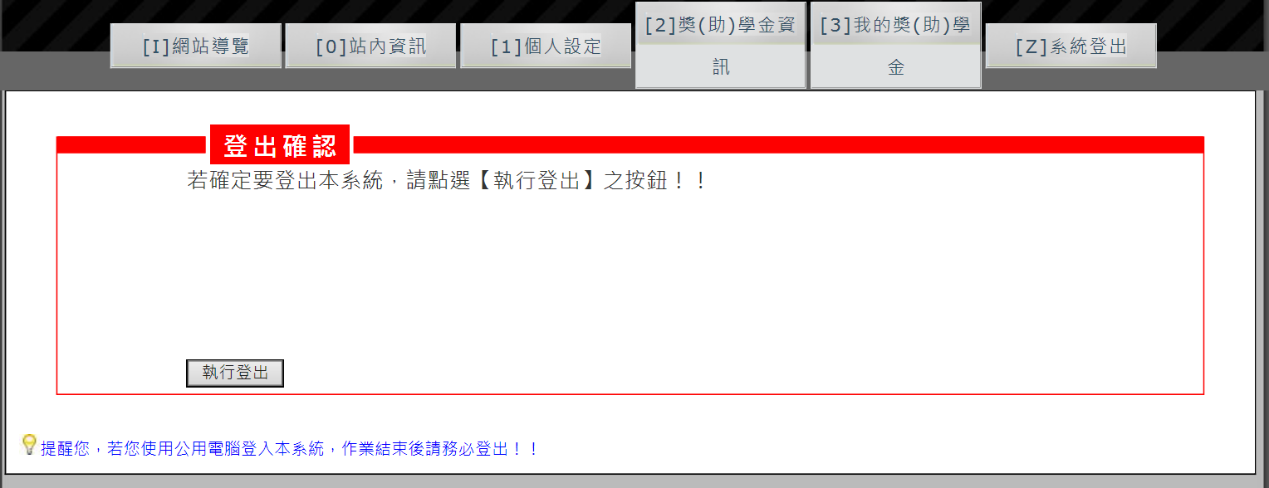 [I]網站導覽
[0]站內資訊
[1]個人設定
[2]獎(助)學金資
訊
[3]我的獎(助)學
金
[Z]系統登出
登出確認
若確定要登出本系統，請點選【執行登出】之按鈕！！
執行登出
提醒您，若您使用公用電腦登入本系統，作業結束後請務必登出！！